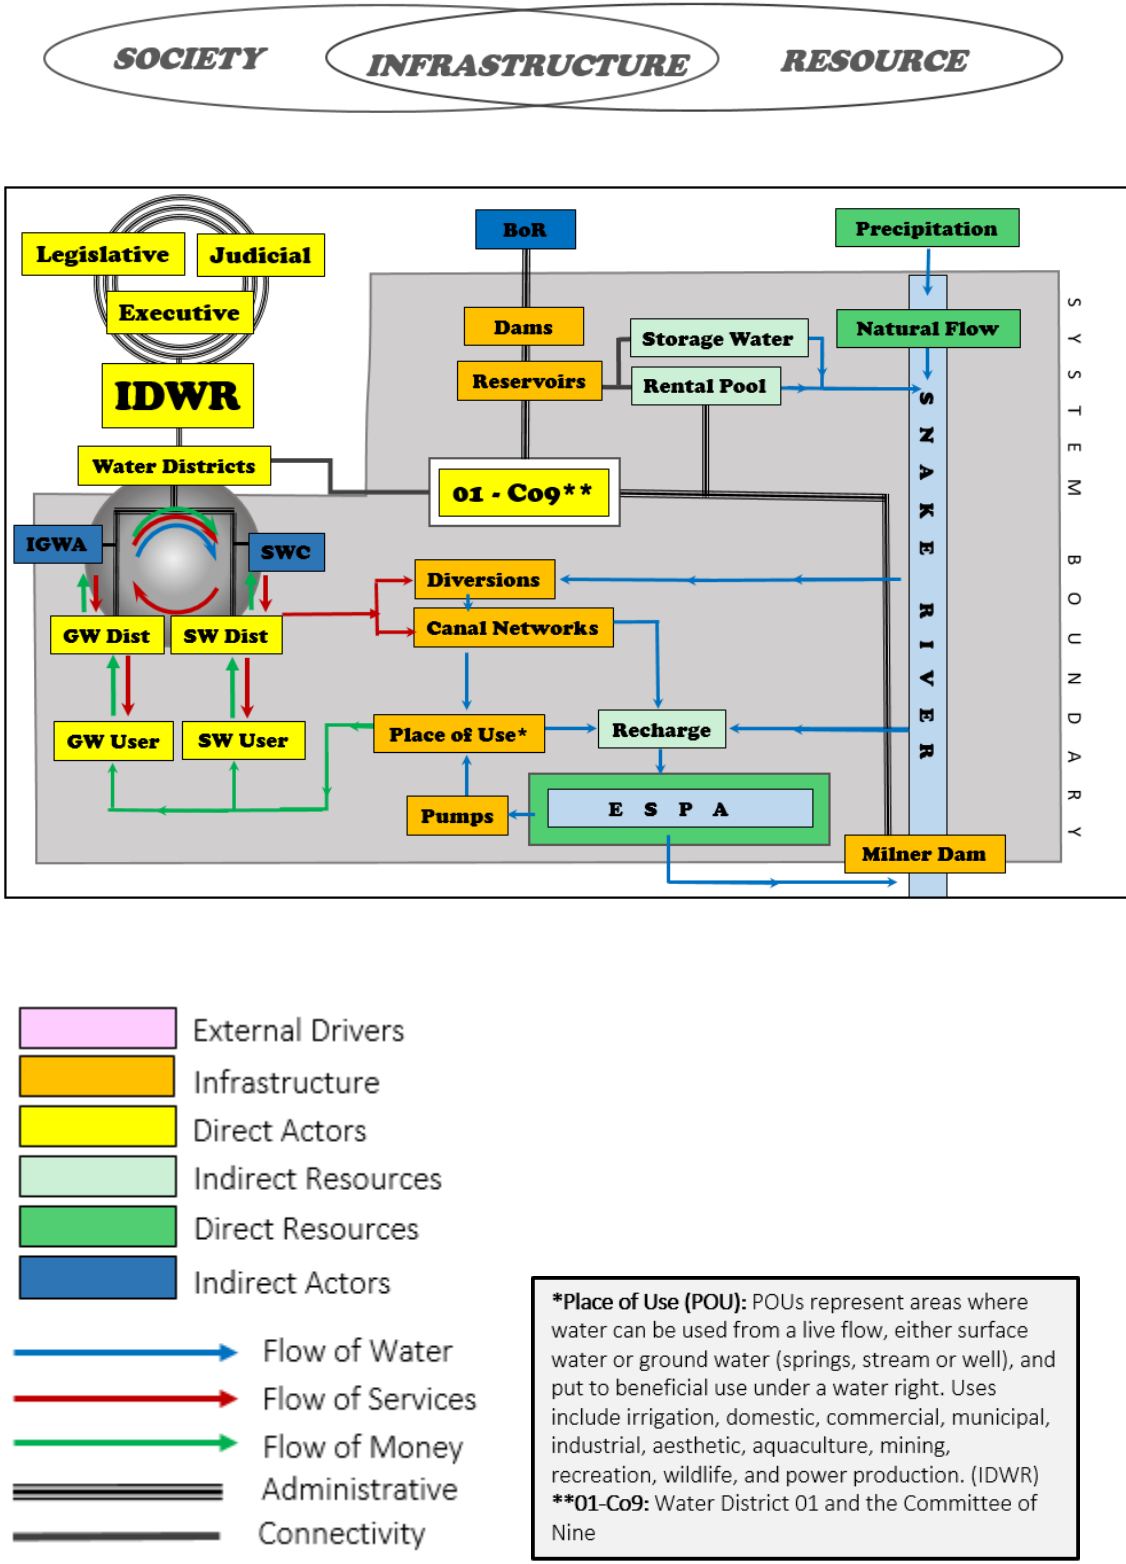 SOCIETY
INFRASTRUCTURE
RESOURCE
BoR
Precipitation
Legislative
Judicial
Executive
Dams
Storage Water
Natural Flow
IDWR
Reservoirs
Rental Pool
Water Districts
01 - Co9**
SYSTEM BOUNDARY
SNAKE RIVER
IGWA
SWC
Diversions
GW Dist
SW Dist
Canal Networks
GW User
SW User
Place of Use*
Recharge
Pumps
ESPA
Milner Dam
External Drivers
Infrastructure
Direct Actors
Indirect Resources
Direct Resources
Indirect Actors
Flow of Water
Flow of Services
Flow of Money
Administrative
Connectivity
*Place of Use (POU): POUs represent areas where
water can be used from a live flow, either surface
water or ground water (springs, stream or well), and
put to beneficial use under a water right. Uses
include irrigation, domestic, commercial, municipal,
industrial, aesthetic, aquaculture, mining,
recreation, wildlife, and power production. (IDWR)
**01-Co9: Water District 01 and the Committee of
Nine